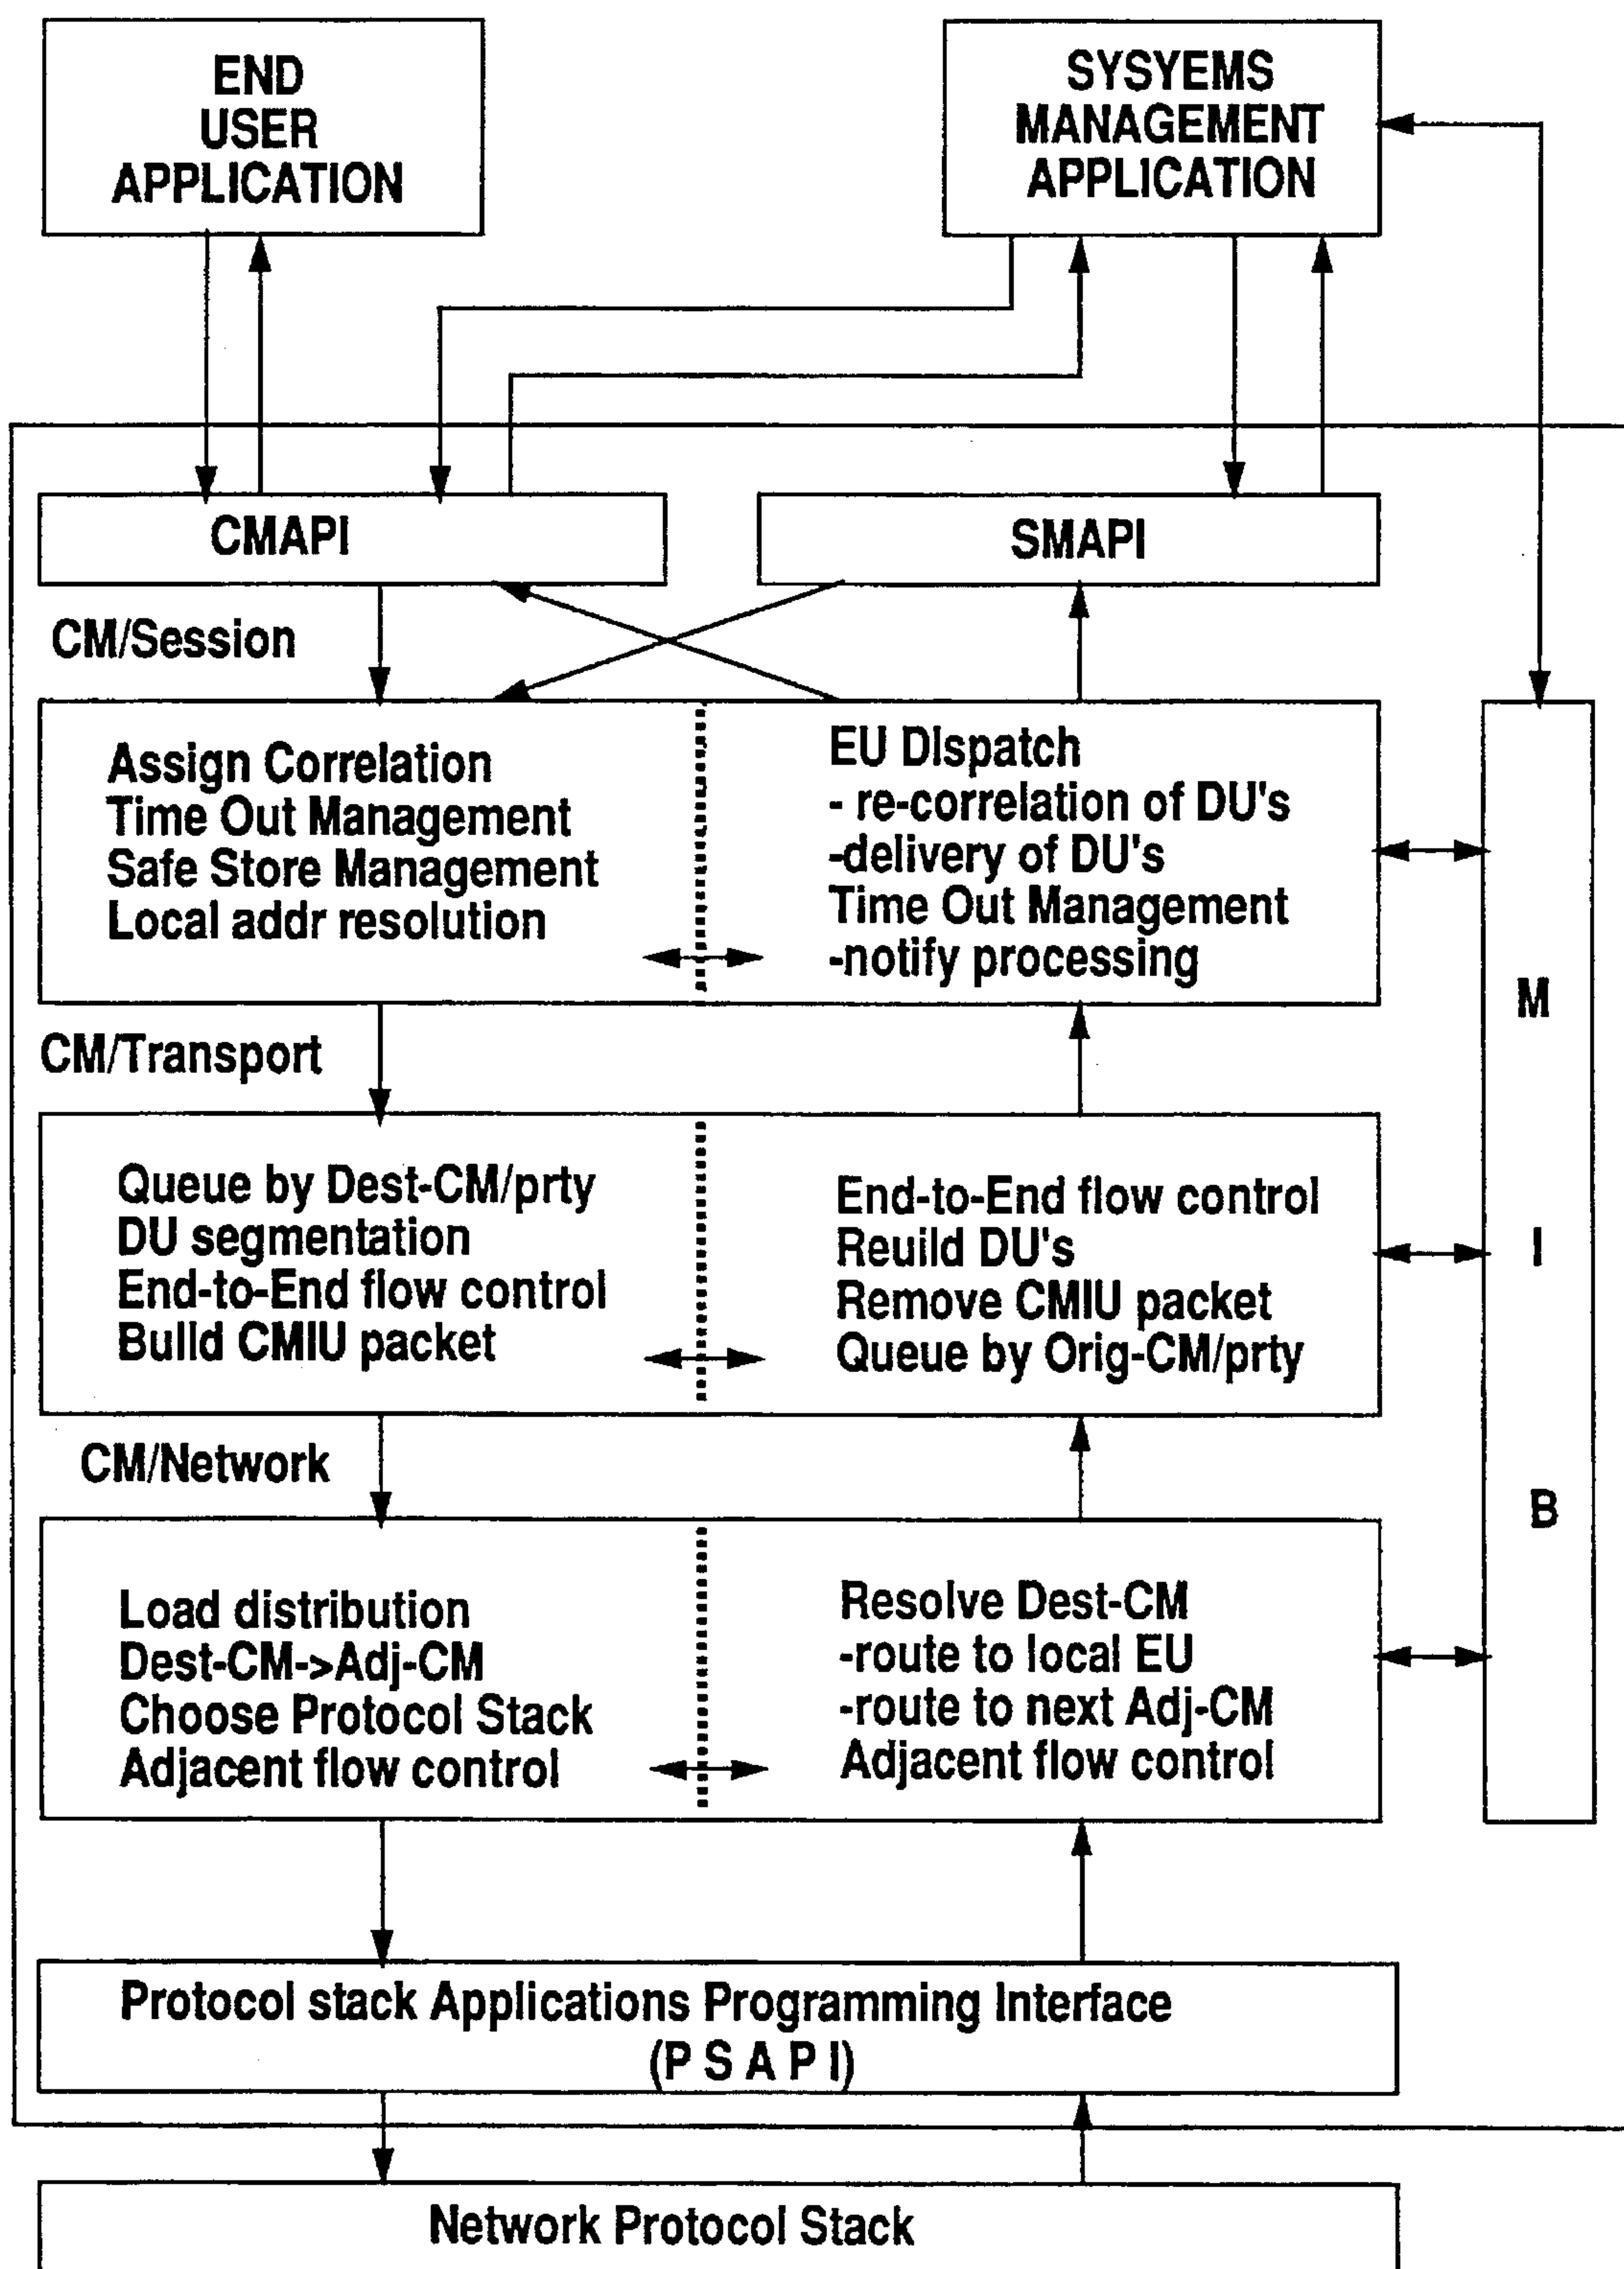 END
USER
APPLICATION
SYSYEMS
MANAGEMENT
APPLICATION
CMAPI
SMAPI
CM/Session
Assign Correlation
Time Out Management
Safe Store Management
Local addr resolution
EU DIspatch
- re-correlation of DU's
-delivery of DU's
Time Out Management
-notify processing
CM/Transport
Queue by Dest-CM/prty
DU segmentation
End-to-End flow control
Build CMIU packet
End-to-End flow control
Reuild DU's
Remove CMIU packet
Queue by Orig-CM/prty
CM/Network
Load distribution
Dest-CM->Adj-CM
Choose Protocol Stack
Adjacent flow control
Resolve Dest-CM
-route to local EU
-route to next Adj-CM
Adjacent flow control
M
I
B
Protocol stack Applications Programming Interface
(P S A P I)
Network Protocol Stack